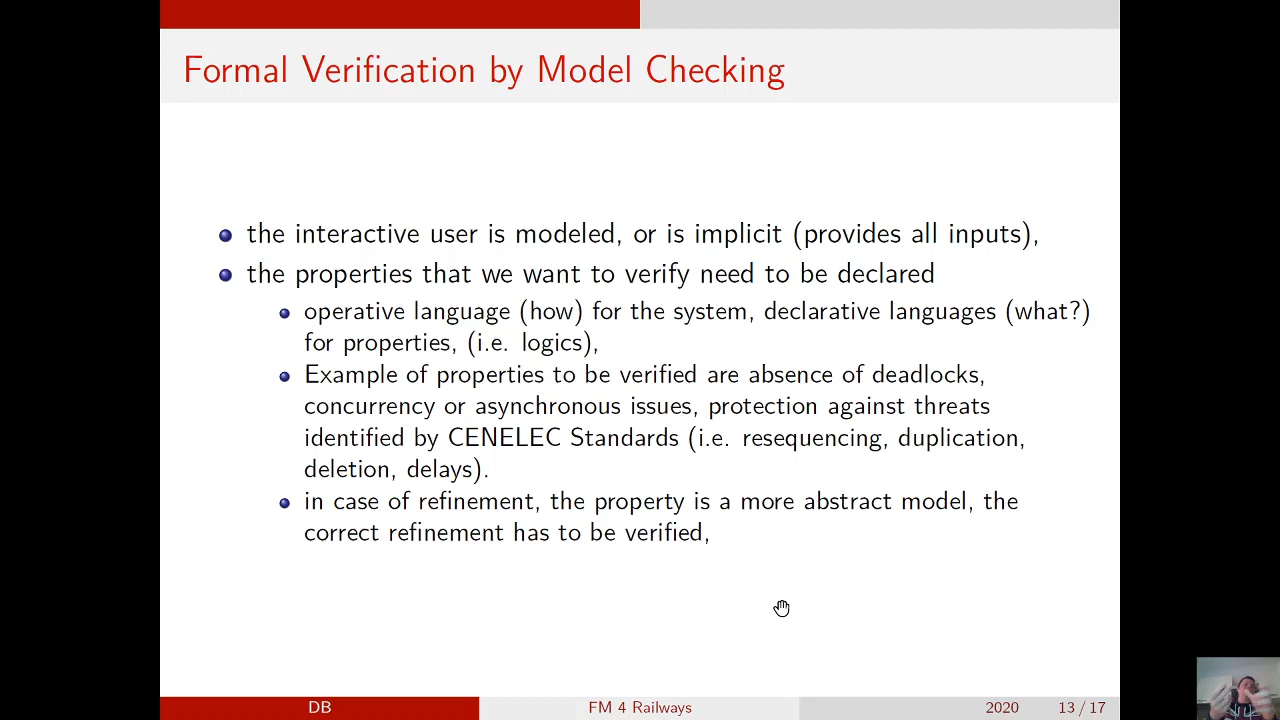 Formal Verification by Model Checking
the interactive user is modeled, or is implicit (provides all inputs),
the properties that we want to verify need to be declared
operative language (how) for the system, declarative languages (what?)
for properties, (i.e. logics),
Example of properties to be verified are absence of deadlocks,
concurrency or asynchronous issues, protection against threats
identified by CENELEC Standards (i.e. resequencing, duplication,
deletion, delays).
in case of refinement, the property is a more abstract model, the
correct refinement has to be verified,
DB FM 4 Railways 2020 13 / 17